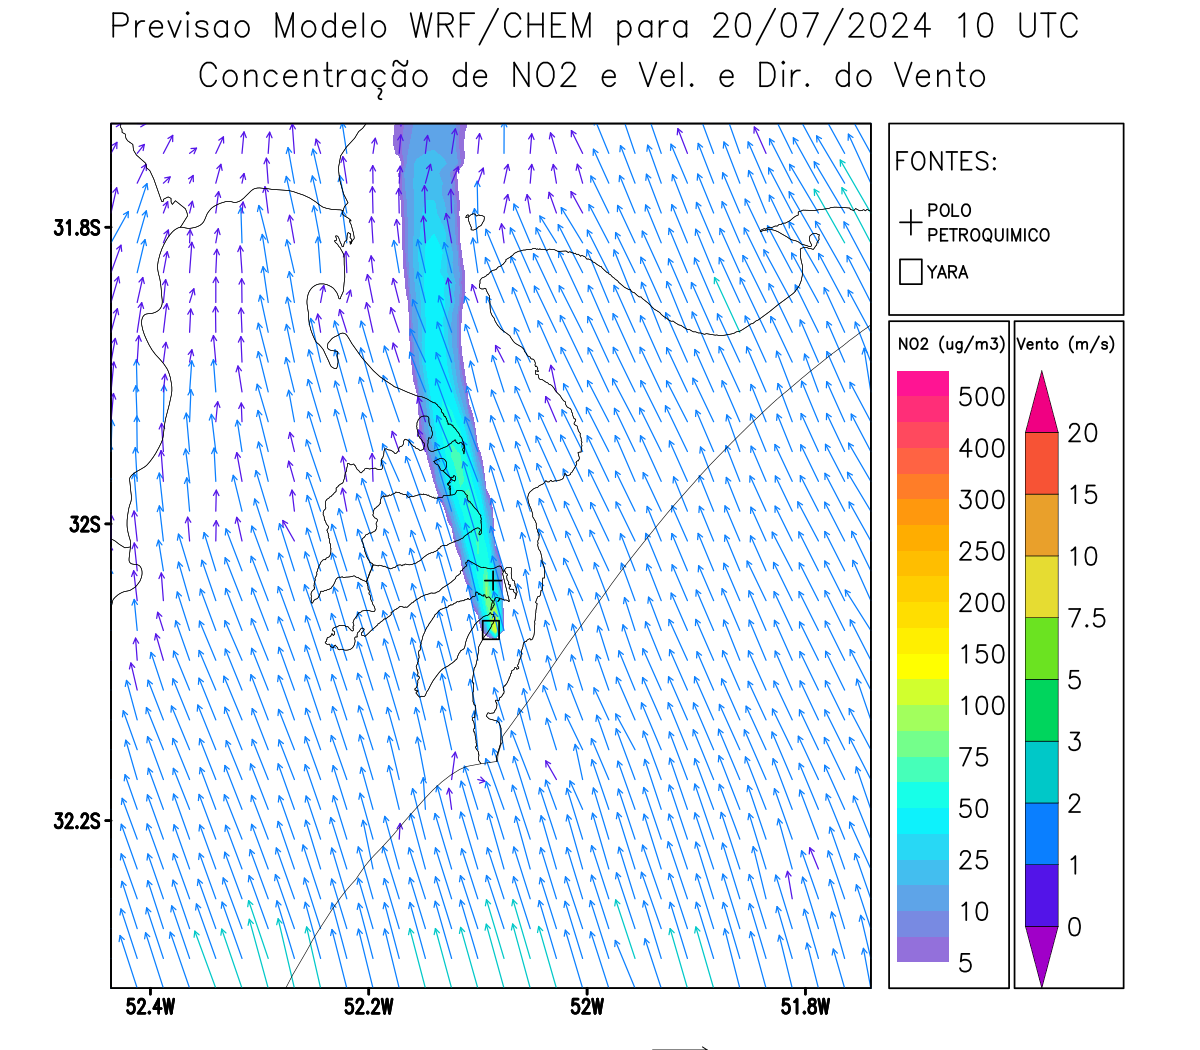 Previsao Modelo WRF/CHEM para 20/07/2024 10 UTC
Concentração de NO2 e Vel. e Dir. do Vento
FONTES:
POLO
PETROQUIMICO
YARA
NO2 (ug/m3)
500
400
300
250
200
150
100
75
50
25
10
5
Vento (m/s)
20
15
10
7.5
5
3
2
1
0
31.8S
32S
32.2S
52.4W
52.2W
52W
51.8W